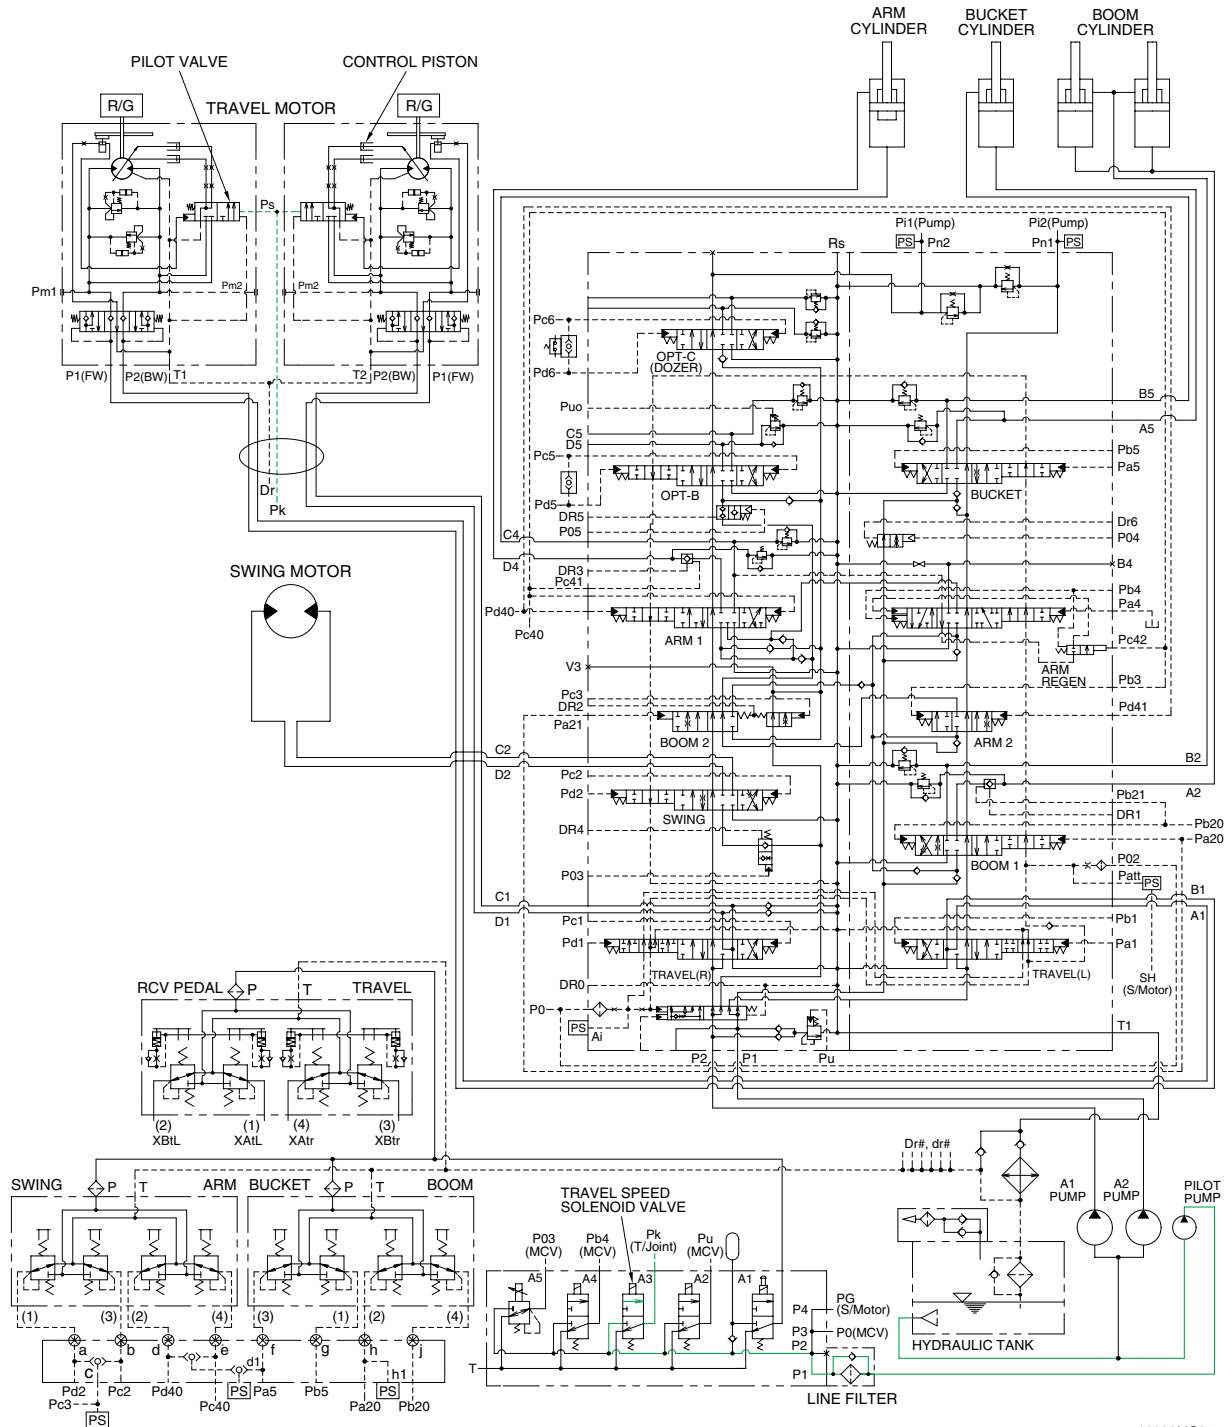 ARM
CYLINDER
BUCKET
CYLINDER
BOOM
CYLINDER
PILOT VALVE
CONTROL PISTON
R/G
TRAVEL MOTOR
R/G
Ps
Pi1(Pump)
Pi2(Pump)
Rs
PS
Pn2
Pn1
PS
Pm1
Pm2
Pm2
Pc6
OPT-C
(DOZER)
Pd6
P1(FW)
P2(BW)
T1
T2
P2(BW)
P1(FW)
B5
Puo
C5
D5
A5
Pc5
Pb5
Pa5
OPT-B
BUCKET
Dr
Pk
Pd5
DR5
P05
Dr6
P04
C4
D4
B4
SWING MOTOR
DR3
Pc41
Pb4
Pa4
Pd40
Pc40
ARM 1
Pc42
V3
ARM
REGEN
Pb3
Pc3
DR2
Pa21
Pd41
BOOM 2
ARM 2
C2
D2
B2
Pc2
Pd2
A2
Pb21
DR1
SWING
Pb20
Pa20
DR4
BOOM 1
P02
P03
Patt
PS
C1
D1
B1
A1
Pc1
Pd1
Pb1
Pa1
TRAVEL(R)
TRAVEL(L)
SH
(S/Motor)
RCV PEDAL
P
T
TRAVEL
DR0
P0
PS
Ai
T1
P2
P1
Pu
(2)
XBtL
(1)
XAtL
(4)
XAtr
(3)
XBtr
Dr#, dr#
SWING
P
T
ARM
BUCKET
P
T
BOOM
TRAVEL SPEED
SOLENOID VALVE
A1
PUMP
A2
PUMP
PILOT
PUMP
P03
(MCV)
Pb4
(MCV)
Pk
(T/Joint)
Pu
(MCV)
A5
A4
A3
A2
A1
PG
(S/Motor)
P4
P3
P0(MCV)
P2
P1
T
HYDRAULIC TANK
LINE FILTER
(1)
(3)
(2)
(4)
(3)
(1)
(2)
(4)
a
b
d
e
f
g
h
j
c
d1
h1
Pd2
Pc2
Pd40
PS
Pa5
Pb5
PS
Pc3
PS
Pc40
Pa20
Pb20